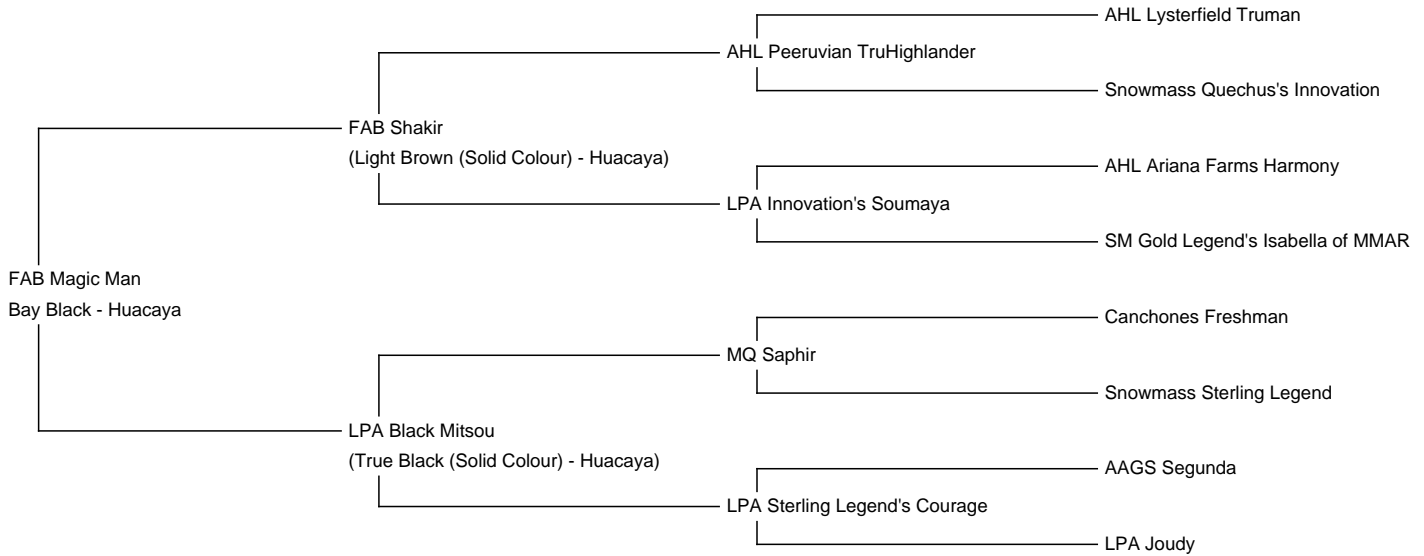 AHL Lysterfield Truman
AHL Peeruvian TruHighlander
Snowmass Quechus's Innovation
FAB Shakir
(Light Brown (Solid Colour) - Huacaya)
AHL Ariana Farms Harmony
LPA Innovation's Soumaya
SM Gold Legend's Isabella of MMAR
FAB Magic Man
Bay Black - Huacaya
Canchones Freshman
MQ Saphir
Snowmass Sterling Legend
LPA Black Mitsou
(True Black (Solid Colour) - Huacaya)
AAGS Segunda
LPA Sterling Legend's Courage
LPA Joudy